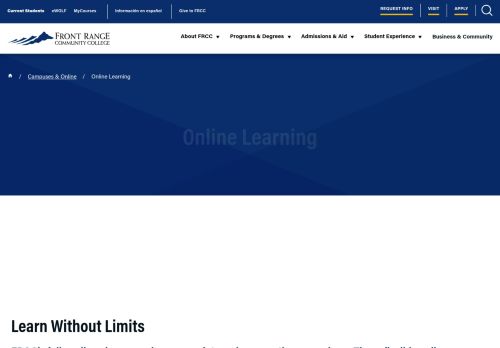 Current Students eWOLF MyCourses Información en español Give to FRCC REQUEST INFO VISIT APPLY
FRONT RANGE
COMMUNITY COLLEGE
About FRCC Programs & Degrees Admissions & Aid Student Experience Business & Community
/ Campuses & Online / Online Learning
Online Learning
Learn Without Limits